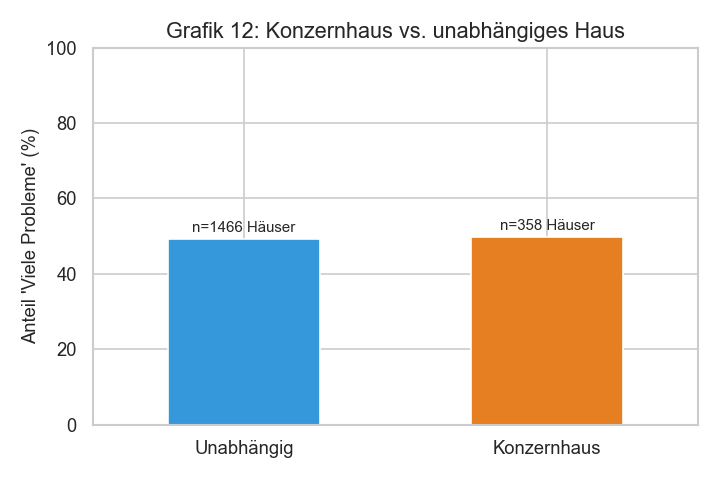 Grafik 12: Konzernhaus vs. unabhängiges Haus
Anteil 'Viele Probleme' (%)
100
80
60
40
20
0
n=1466 Häuser
n=358 Häuser
Unabhängig
Konzernhaus